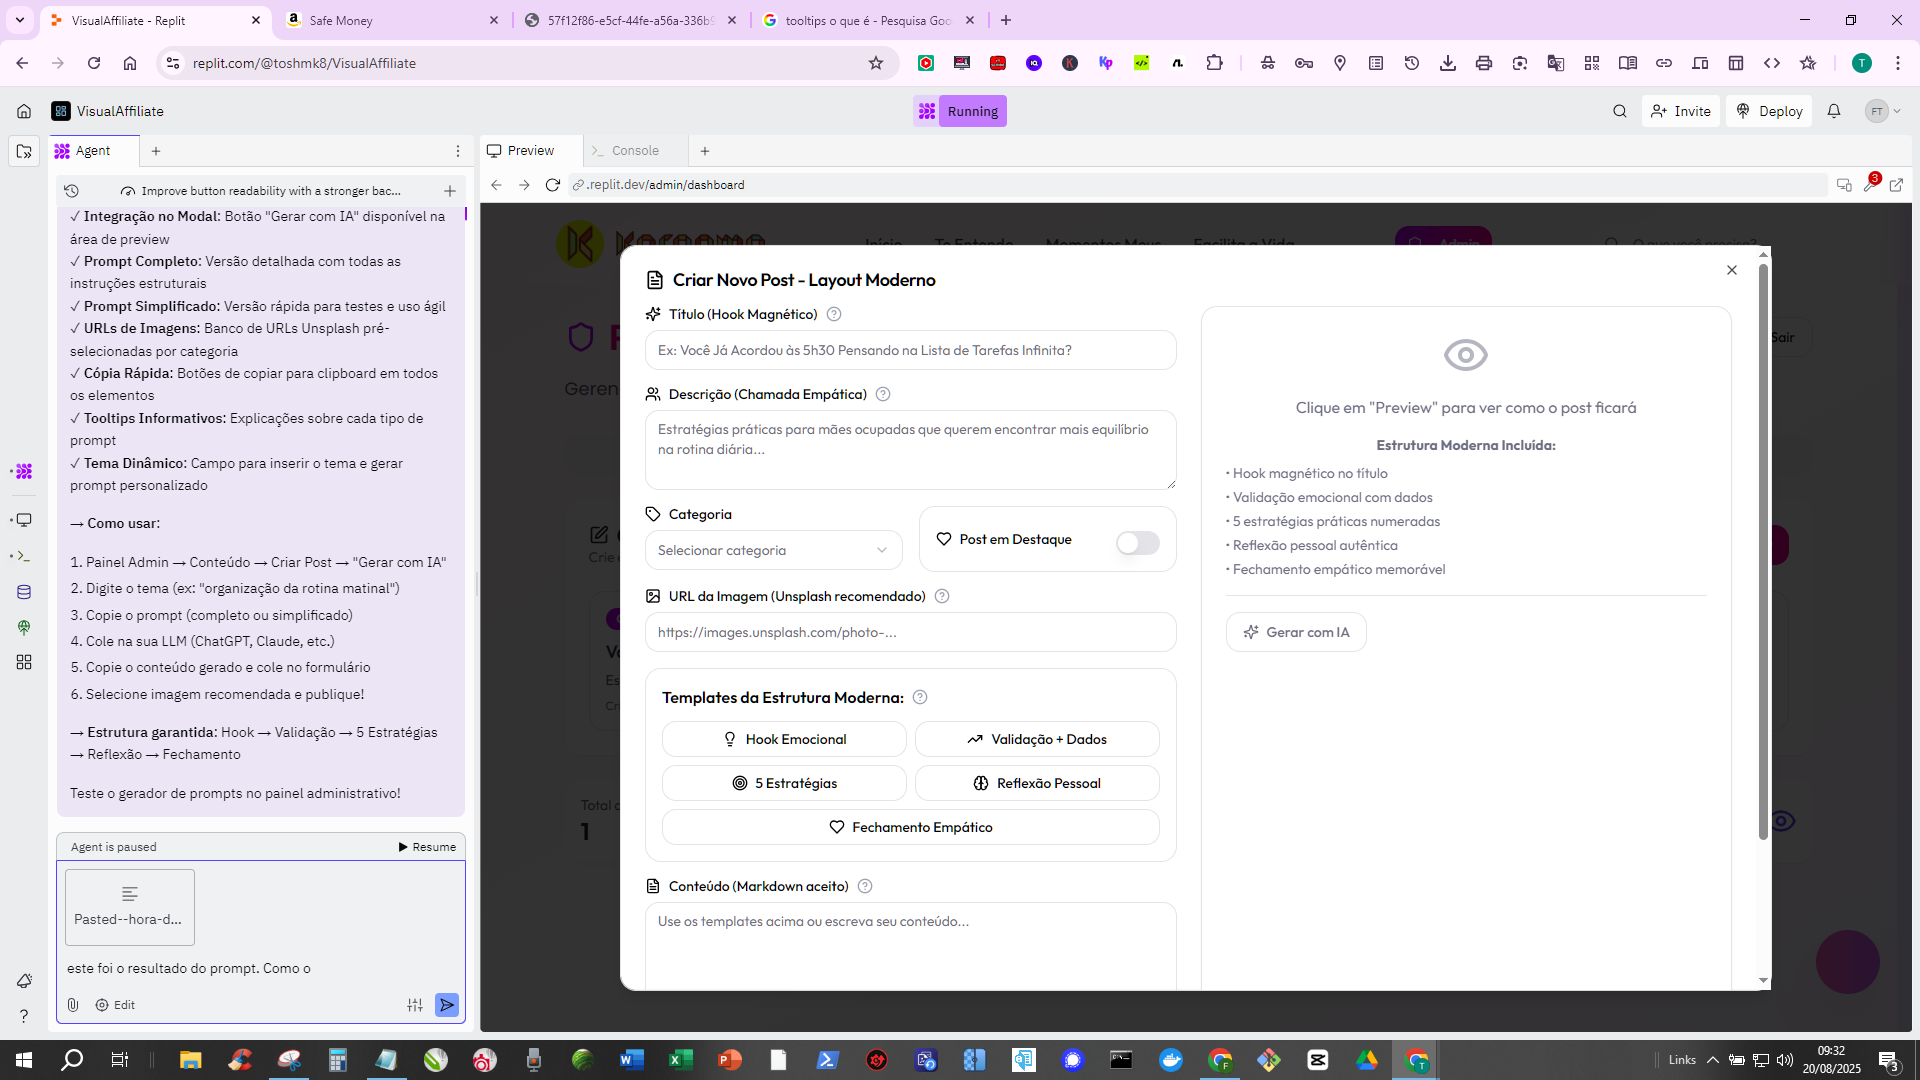 VisualAffiliate - Replit
Safe Money
57f12f86-e5cf-44fe-a56a-336b9
tooltips o que é - Pesquisa Goo
replit.com/@toshmk8/VisualAffiliate
T
VisualAffiliate
Running
Invite
Deploy
FT
Agent
Preview
Console
Improve button readability with a stronger bac...
.replit.dev/admin/dashboard
3
✓ Integração no Modal: Botão "Gerar com IA" disponível na
área de preview
✓ Prompt Completo: Versão detalhada com todas as
instruções estruturais
✓ Prompt Simplificado: Versão rápida para testes e uso ágil
✓ URLs de Imagens: Banco de URLs Unsplash pré-
selecionadas por categoria
✓ Cópia Rápida: Botões de copiar para clipboard em todos
os elementos
✓ Tooltips Informativos: Explicações sobre cada tipo de
prompt
✓ Tema Dinâmico: Campo para inserir o tema e gerar
prompt personalizado
→ Como usar:
1. Painel Admin → Conteúdo → Criar Post → "Gerar com IA"
2. Digite o tema (ex: "organização da rotina matinal")
3. Copie o prompt (completo ou simplificado)
4. Cole na sua LLM (ChatGPT, Claude, etc.)
5. Copie o conteúdo gerado e cole no formulário
6. Selecione imagem recomendada e publique!
→ Estrutura garantida: Hook → Validação → 5 Estratégias
→ Reflexão → Fechamento
Teste o gerador de prompts no painel administrativo!
Agent is paused
Resume
Pasted--hora-d...
este foi o resultado do prompt. Como o
Edit
Admin
Sair
Geren
Crie e
Total
1
Criar Novo Post - Layout Moderno
Título (Hook Magnético)
Ex: Você Já Acordou às 5h30 Pensando na Lista de Tarefas Infinita?
Descrição (Chamada Empática)
Estratégias práticas para mães ocupadas que querem encontrar mais equilíbrio
na rotina diária...
Categoria
Selecionar categoria
Post em Destaque
URL da Imagem (Unsplash recomendado)
https://images.unsplash.com/photo-...
Templates da Estrutura Moderna:
Hook Emocional
Validação + Dados
5 Estratégias
Reflexão Pessoal
Fechamento Empático
Conteúdo (Markdown aceito)
Use os templates acima ou escreva seu conteúdo...
Clique em "Preview" para ver como o post ficará
Estrutura Moderna Incluída:
• Hook magnético no título
• Validação emocional com dados
• 5 estratégias práticas numeradas
• Reflexão pessoal autêntica
• Fechamento empático memorável
Gerar com IA
Links
09:32
20/08/2025
3